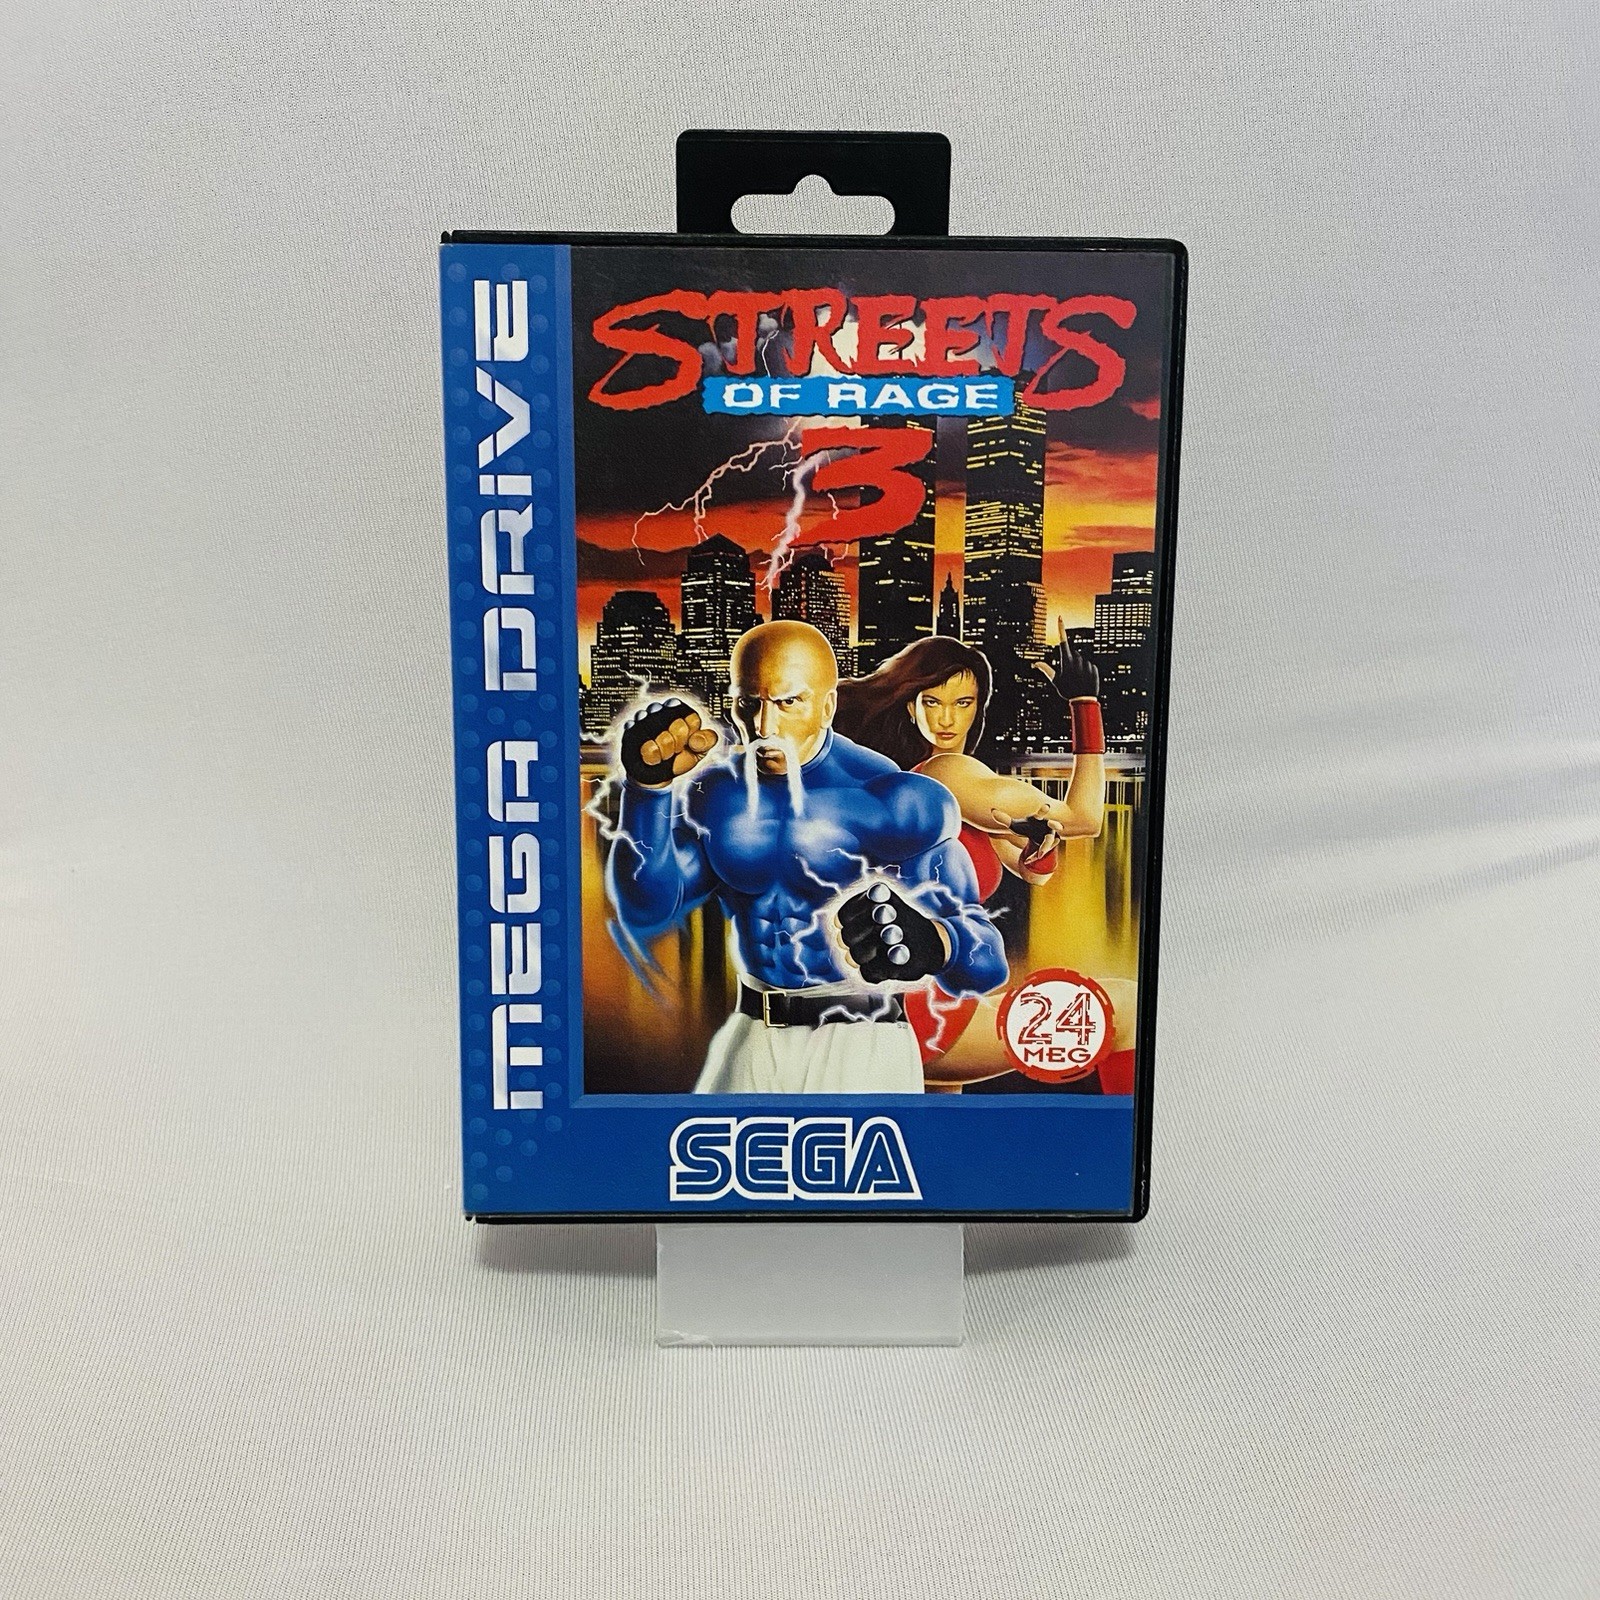 STREETS
OF RAGE
3
MEGA DRIVE
24
MEG
SEGA